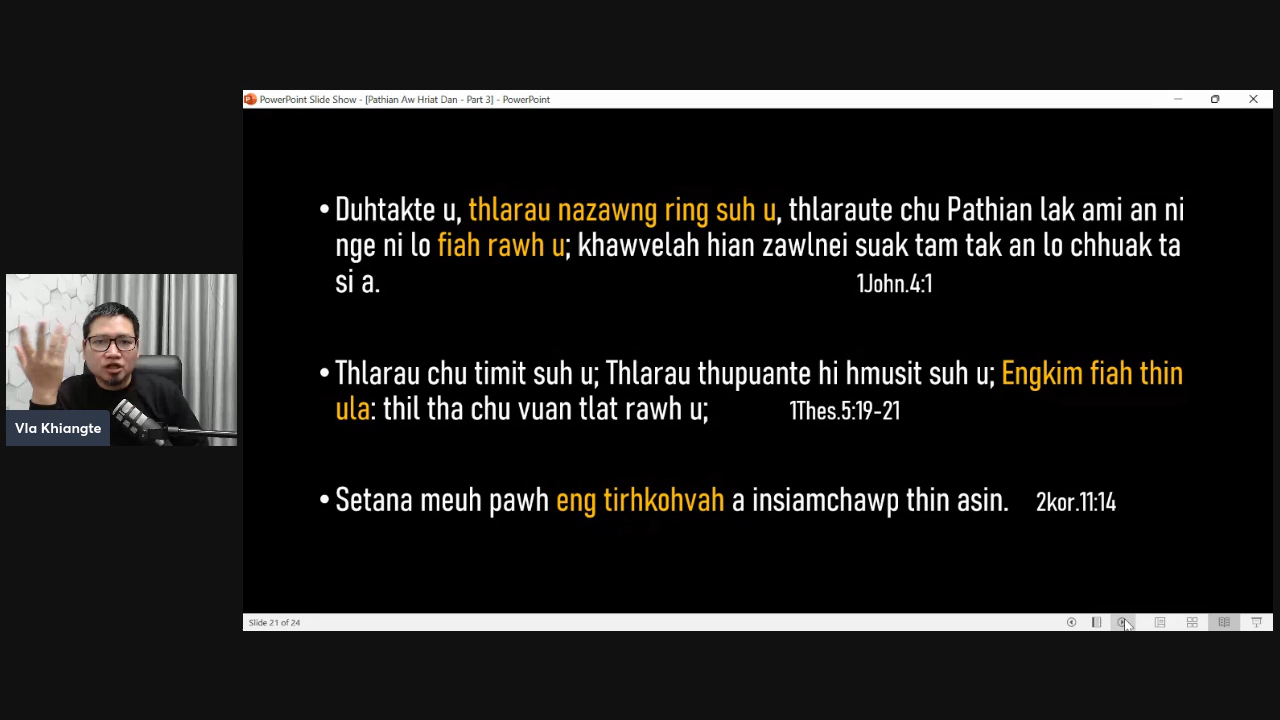 PowerPoint Slide Show - [Pathian Aw Hriat Dan - Part 3] - PowerPoint
• Duhtakte u, thlarau nazawng ring suh u, thlaraute chu Pathian lak ami an ni
nge ni lo fiah rawh u; khawvelah hian zawlnei suak tam tak an lo chhuak ta
si a. 1John.4:1
• Thlarau chu timit suh u; Thlarau thupuante hi hmusit suh u; Engkim fiah thin
ula: thil tha chu vuan tlat rawh u; 1Thes.5:19-21
Vla Khiangte
• Setana meuh pawh eng tirhkohvah a insiamchawp thin asin. 2kor.11:14
Slide 21 of 24